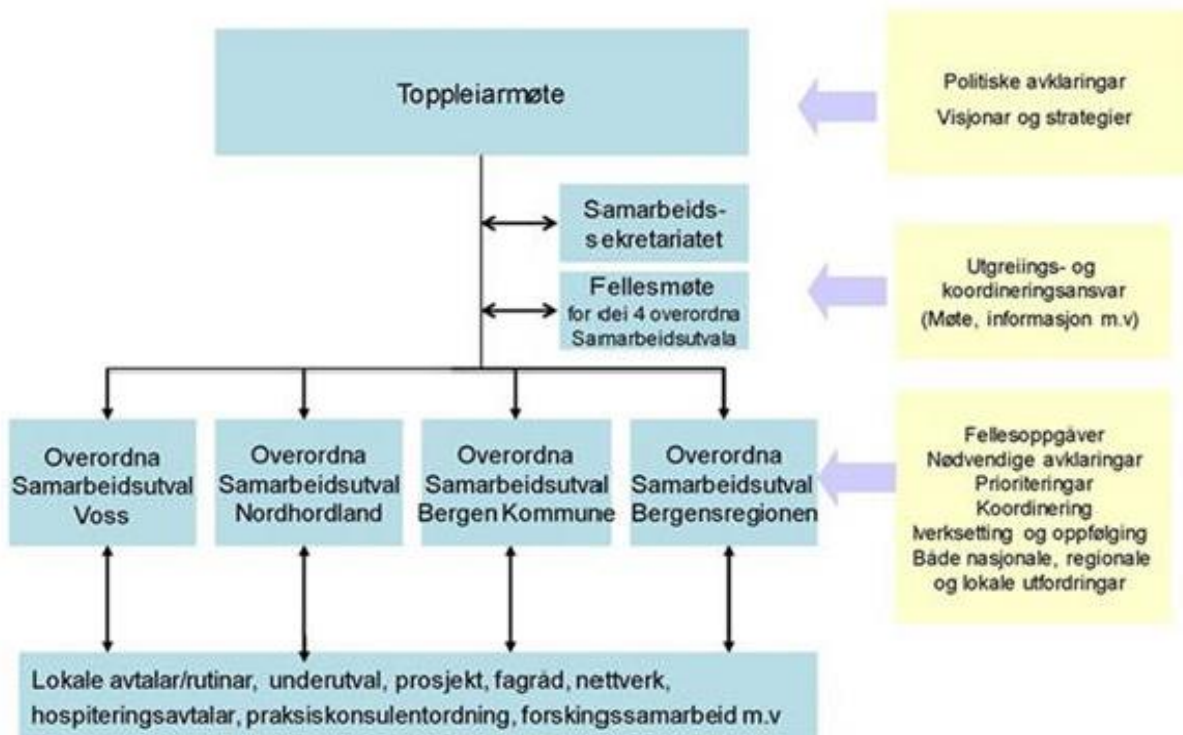 Toppleiarmøte
Politiske avklaringar
Visjonar og strategier
Samarbeids-
sekretariatet
Fellesmøte
for dei 4 overordna
Samarbeidsutvala
Utgreiings- og
koordineringsansvar
(Møte, informasjon m.v)
Overordna
Samarbeidsutval
Voss
Overordna
Samarbeidsutval
Nordhordland
Overordna
Samarbeidsutval
Bergen Kommune
Overordna
Samarbeidsutval
Bergensregionen
Fellesoppgåver
Nødvendige avklaringar
Prioriteringar
Koordinering
Iverksetting og oppfølging
Både nasjonale, regionale
og lokale utfordringar
Lokale avtalar/rutinar, underutval, prosjekt, fagråd, nettverk,
hospiteringsavtalar, praksiskonsulentordning, forskingssamarbeid m.v